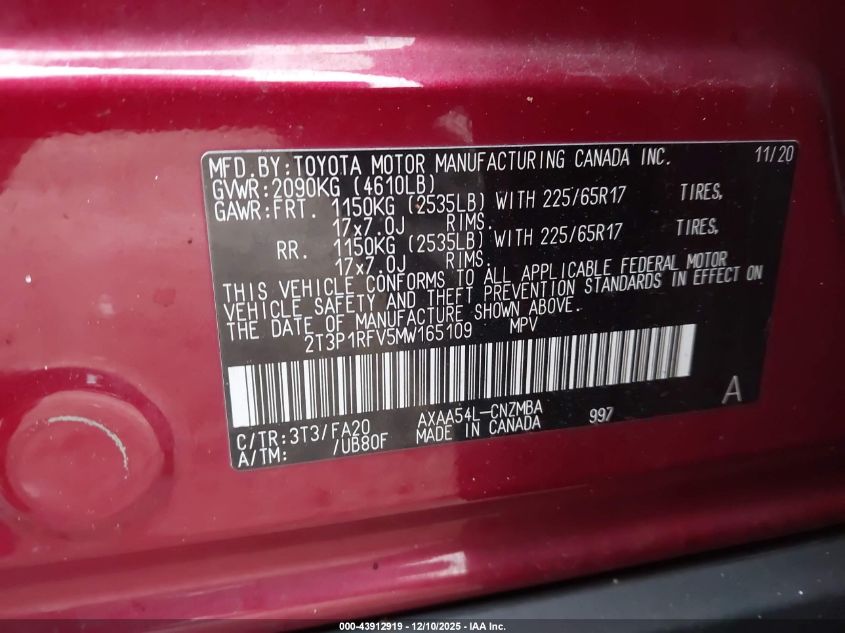 MFD.BY:TOYOTA MOTOR MANUFACTURING CANADA INC. 11/20
GVWR:2090KG (4610LB)
GAWR:FRT. 1150KG (2535LB) WITH 225/65R17 TIRES,
17x7.0J RIMS.
RR. 1150KG (2535LB) WITH 225/65R17 TIRES,
17x7.0J RIMS.
THIS VEHICLE CONFORMS TO ALL APPLICABLE FEDERAL MOTOR
VEHICLE SAFETY AND THEFT PREVENTION STANDARDS IN EFFECT ON
THE DATE OF MANUFACTURE SHOWN ABOVE.
2T3P1RFV5MW165109 MPV
A
C/TR:3T3/FA20 AXAA54L-CNZMBA 997
A/TM: /UB80F MADE IN CANADA
000-43912919 - 12/10/2025 - IAA Inc.